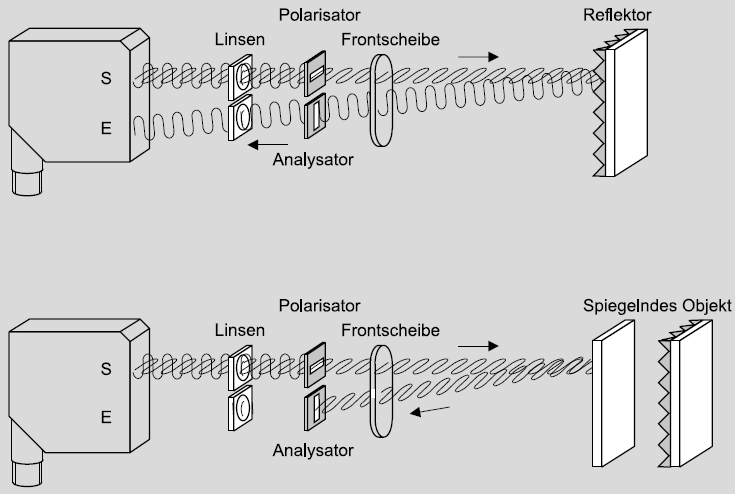 Polarisator
Reflektor
Linsen
Frontscheibe
S
E
Analysator
Polarisator
Spiegelndes Objekt
Linsen
Frontscheibe
S
E
Analysator